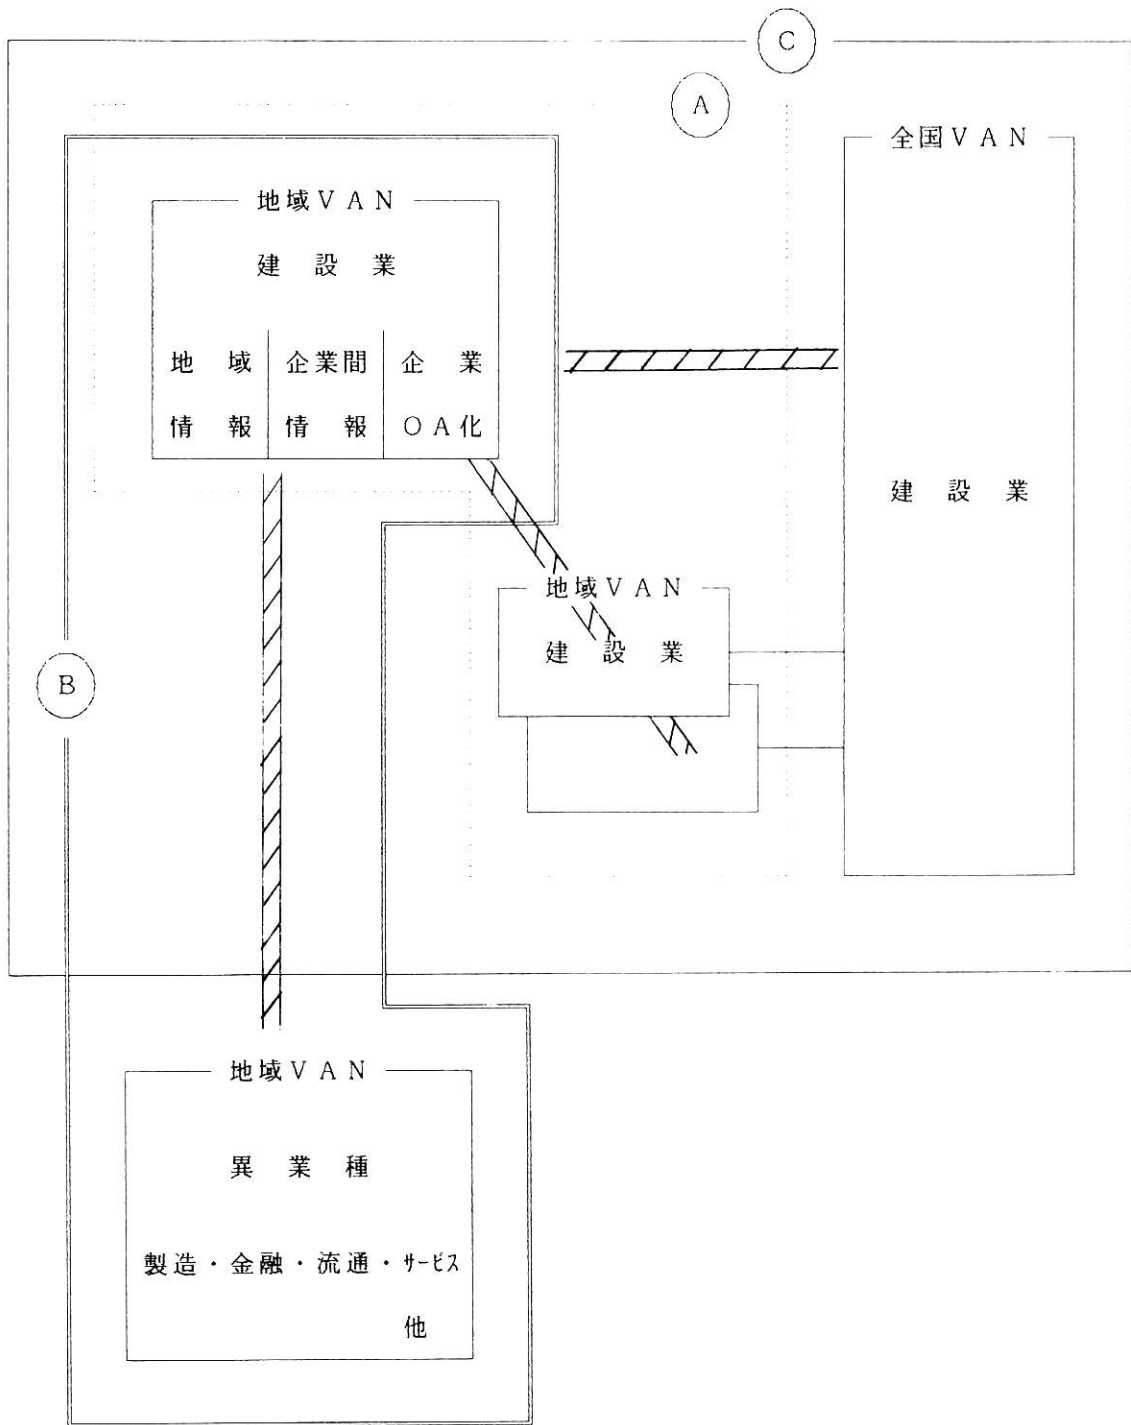 C
A
全国VAN
地域VAN
建設業
地域 企業間 企業
情報 情報 OA化
建設業
地域VAN
建設業
B
地域VAN
異業種
製造・金融・流通・サービス
他